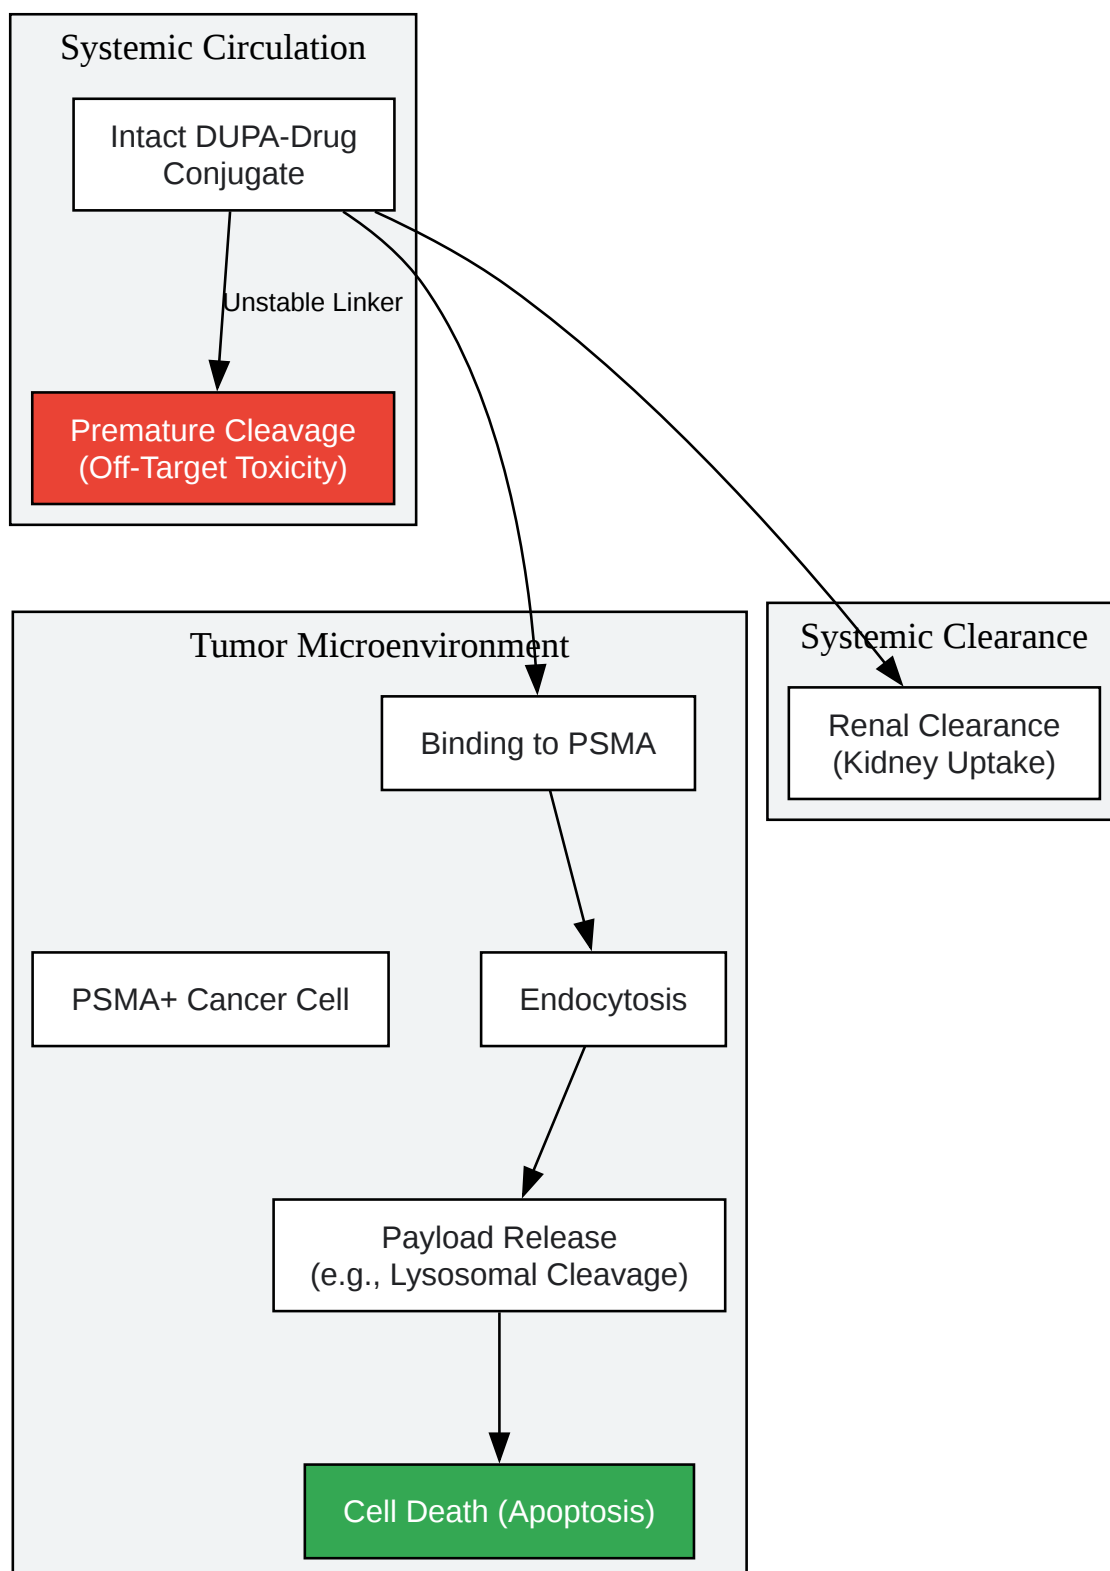 Systemic Circulation
Intact DUPA-Drug
Conjugate
Unstable Linker
Premature Cleavage
(Off-Target Toxicity)
Tumor Microenvironment
Systemic Clearance
Binding to PSMA
Renal Clearance
(Kidney Uptake)
PSMA+ Cancer Cell
Endocytosis
Payload Release
(e.g., Lysosomal Cleavage)
Cell Death (Apoptosis)